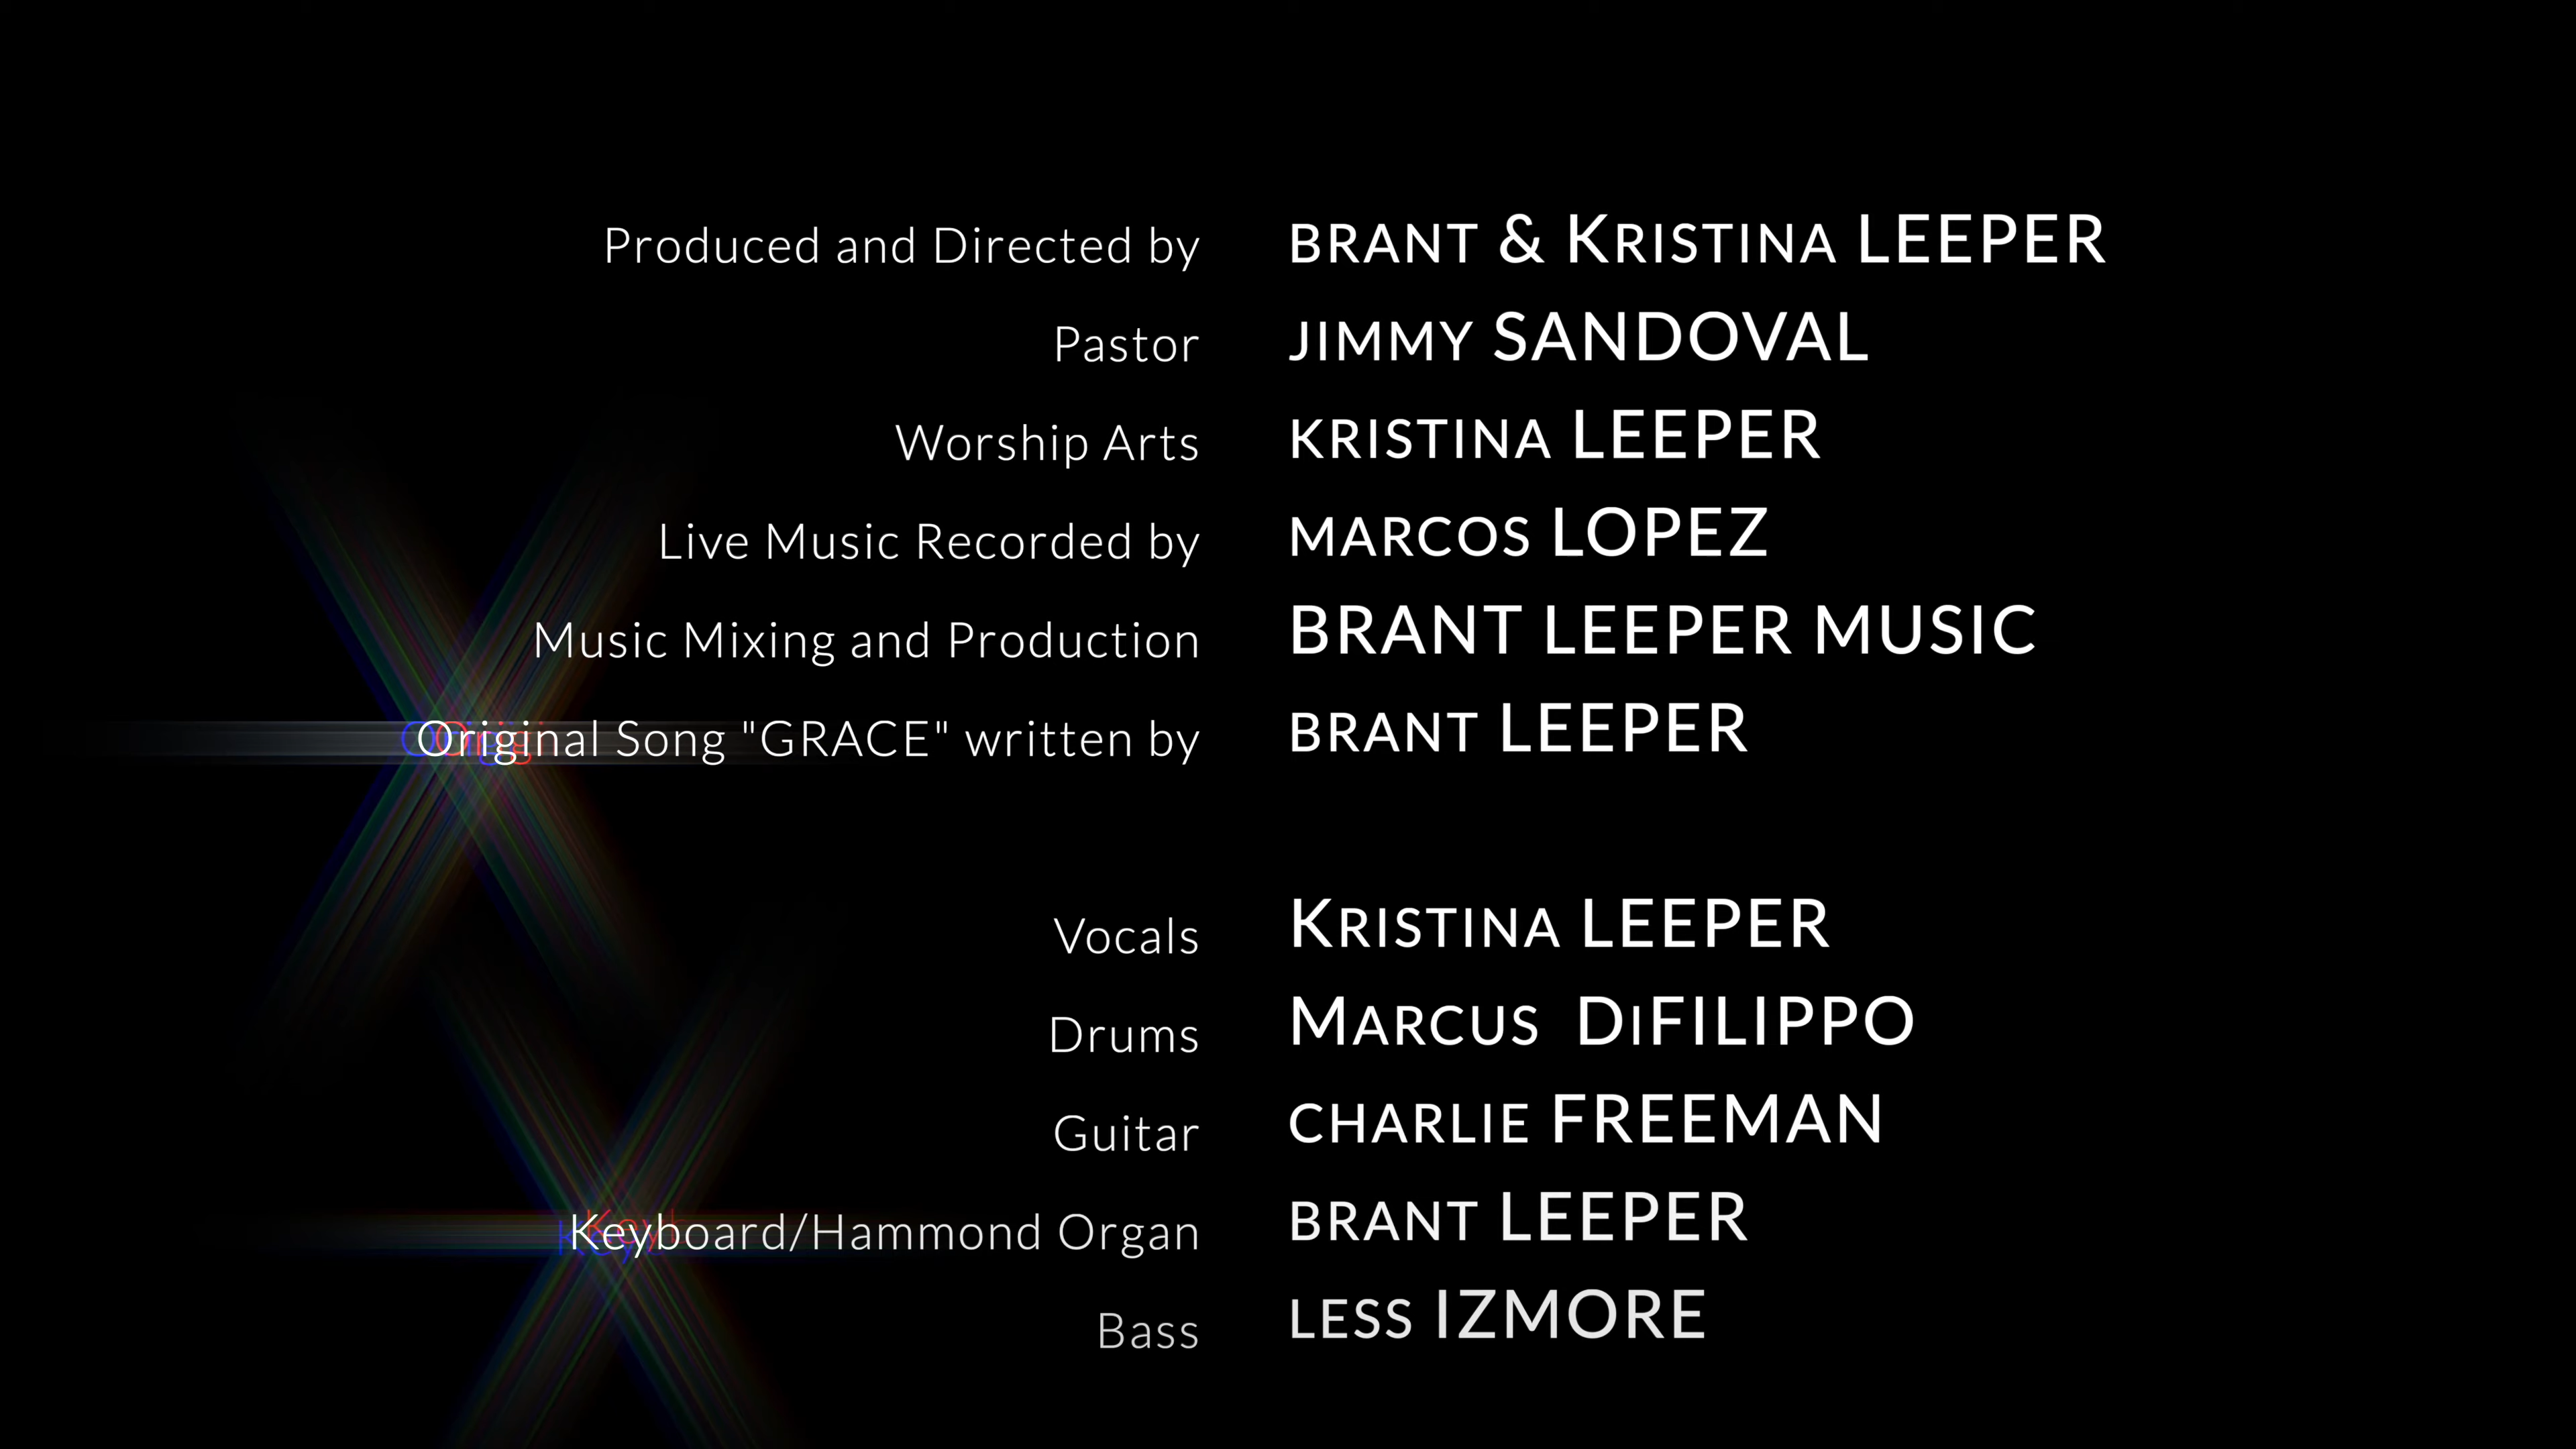 Produced and Directed by BRANT & KRISTINA LEEPER
Pastor JIMMY SANDOVAL
Worship Arts KRISTINA LEEPER
Live Music Recorded by MARCOS LOPEZ
Music Mixing and Production BRANT LEEPER MUSIC
Original Song "GRACE" written by BRANT LEEPER
Vocals KRISTINA LEEPER
Drums MARCUS DiFILIPPO
Guitar CHARLIE FREEMAN
Keyboard/Hammond Organ BRANT LEEPER
Bass LESS IZMORE